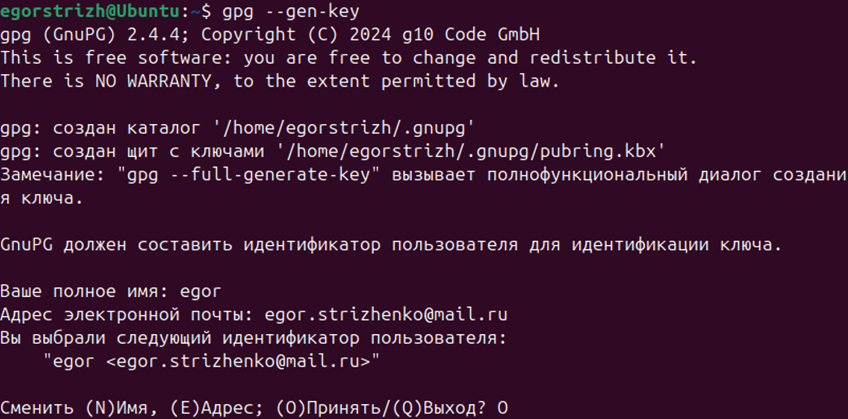 egorstrizh@Ubuntu:~$ gpg --gen-key
gpg (GnuPG) 2.4.4; Copyright (C) 2024 g10 Code GmbH
This is free software: you are free to change and redistribute it.
There is NO WARRANTY, to the extent permitted by law.
gpg: создан каталог '/home/egorstrizh/.gnupg'
gpg: создан щит с ключами '/home/egorstrizh/.gnupg/pubring.kbx'
Замечание: "gpg --full-generate-key" вызывает полнофункциональный диалог создани
я ключа.
GnuPG должен составить идентификатор пользователя для идентификации ключа.
Ваше полное имя: egor
Адрес электронной почты: egor.strizhenko@mail.ru
Вы выбрали следующий идентификатор пользователя:
"egor <egor.strizhenko@mail.ru>"
Сменить (N)Имя, (E)Адрес; (O)Принять/(Q)Выход? O